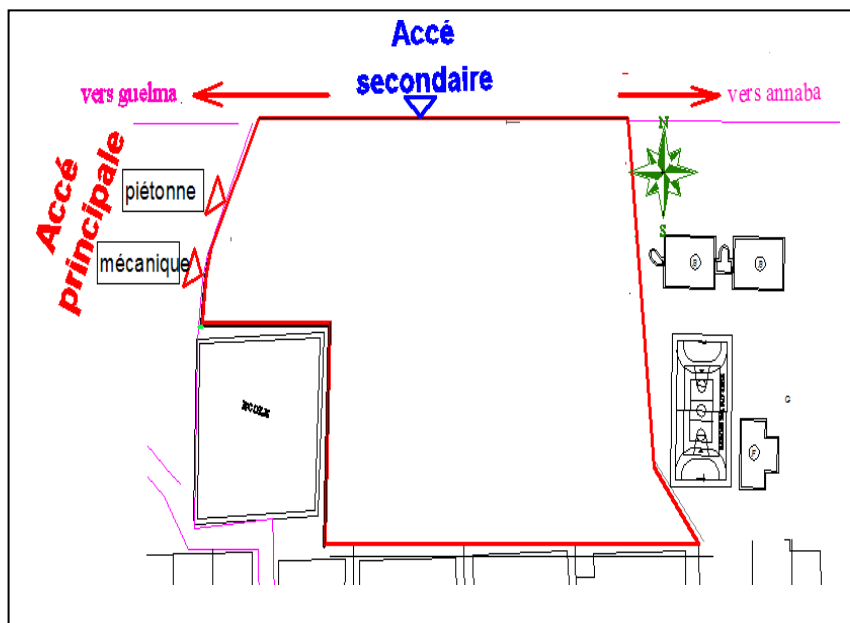 Accé
secondaire
vers guelma
vers annaba
Accé
principale
piétonne
mécanique
N
S
ECOLE